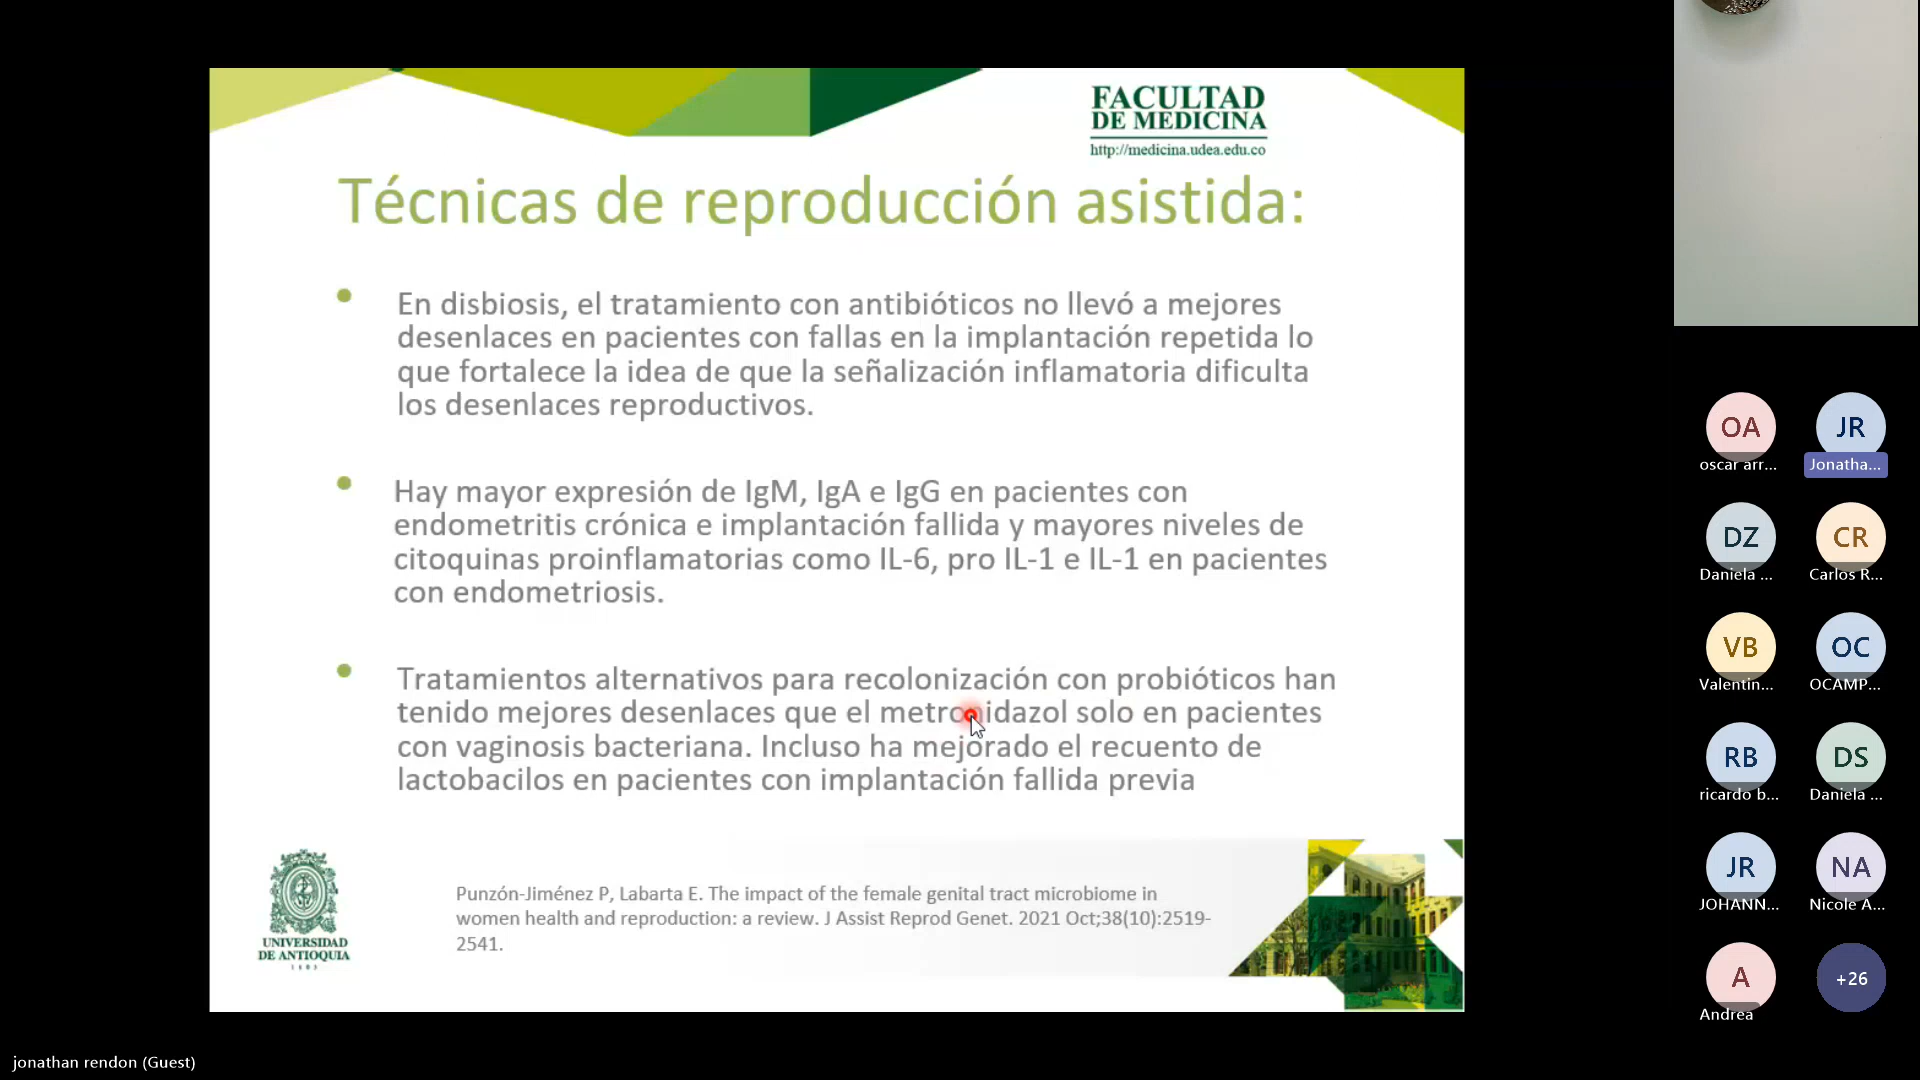 FACULTAD
DE MEDICINA
http://medicina.udea.edu.co
Técnicas de reproducción asistida:
En disbiosis, el tratamiento con antibióticos no llevó a mejores
desenlaces en pacientes con fallas en la implantación repetida lo
que fortalece la idea de que la señalización inflamatoria dificulta
los desenlaces reproductivos.
Hay mayor expresión de IgM, IgA e IgG en pacientes con
endometritis crónica e implantación fallida y mayores niveles de
citoquinas proinflamatorias como IL-6, pro IL-1 e IL-1 en pacientes
con endometriosis.
Tratamientos alternativos para recolonización con probióticos han
tenido mejores desenlaces que el metronidazol solo en pacientes
con vaginosis bacteriana. Incluso ha mejorado el recuento de
lactobacilos en pacientes con implantación fallida previa
Punzón-Jiménez P, Labarta E. The impact of the female genital tract microbiome in
women health and reproduction: a review. J Assist Reprod Genet. 2021 Oct;38(10):2519-
2541.
UNIVERSIDAD
DE ANTIOQUIA
1803
OA
oscar arr...
JR
Jonatha...
DZ
Daniela ...
CR
Carlos R...
VB
Valentin...
OC
OCAMP...
RB
ricardo b...
DS
Daniela ...
JR
JOHANN...
NA
Nicole A...
A
Andrea
+26
jonathan rendon (Guest)